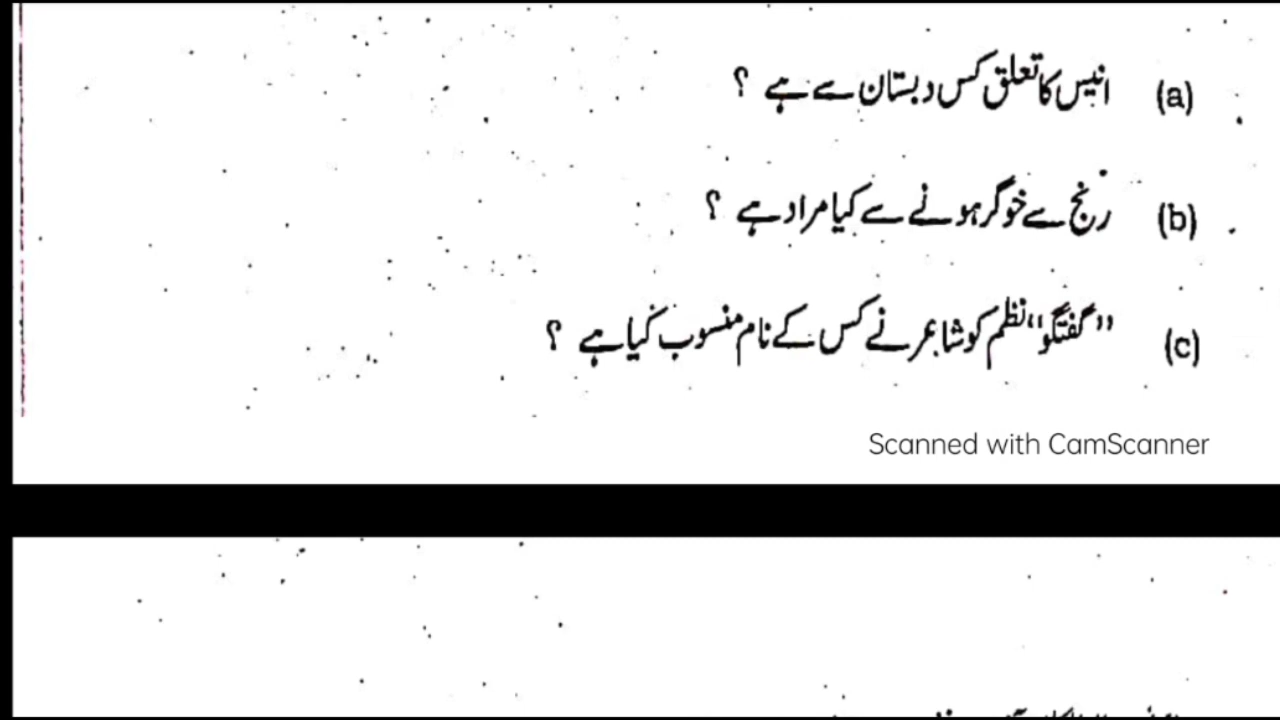 (a) انیس کا تعلق کس دبستان سے ہے ؟
(b) رنج سے خوگر ہونے سے کیا مراد ہے ؟
(c) ”گفتگو“ نظم کو شاعر نے کس کے نام منسوب کیا ہے ؟
Scanned with CamScanner